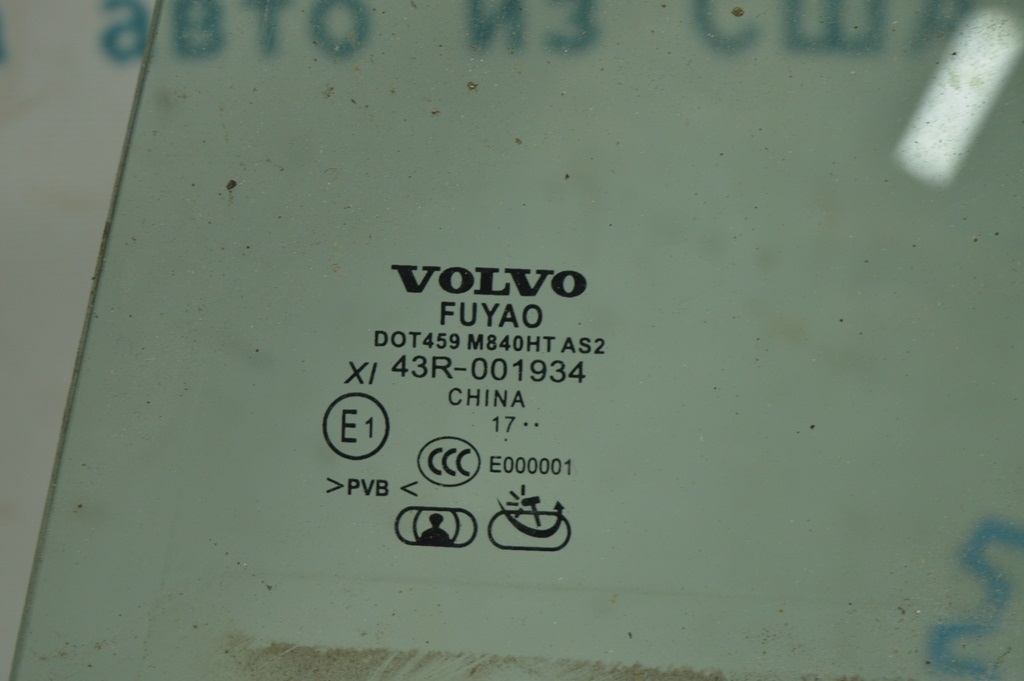 авто из США
VOLVO
FUYAO
DOT459 M840HT AS2
XI 43R-001934
CHINA
E1 17 ··
CCC E000001
>PVB <